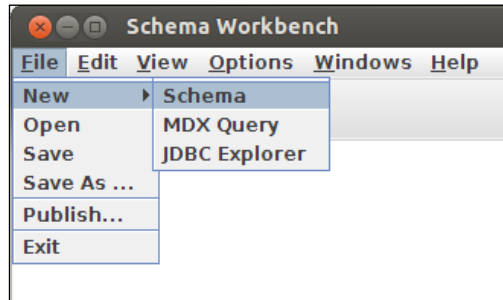 Schema Workbench
File Edit View Options Windows Help
New Schema
Open MDX Query
Save JDBC Explorer
Save As ...
Publish...
Exit